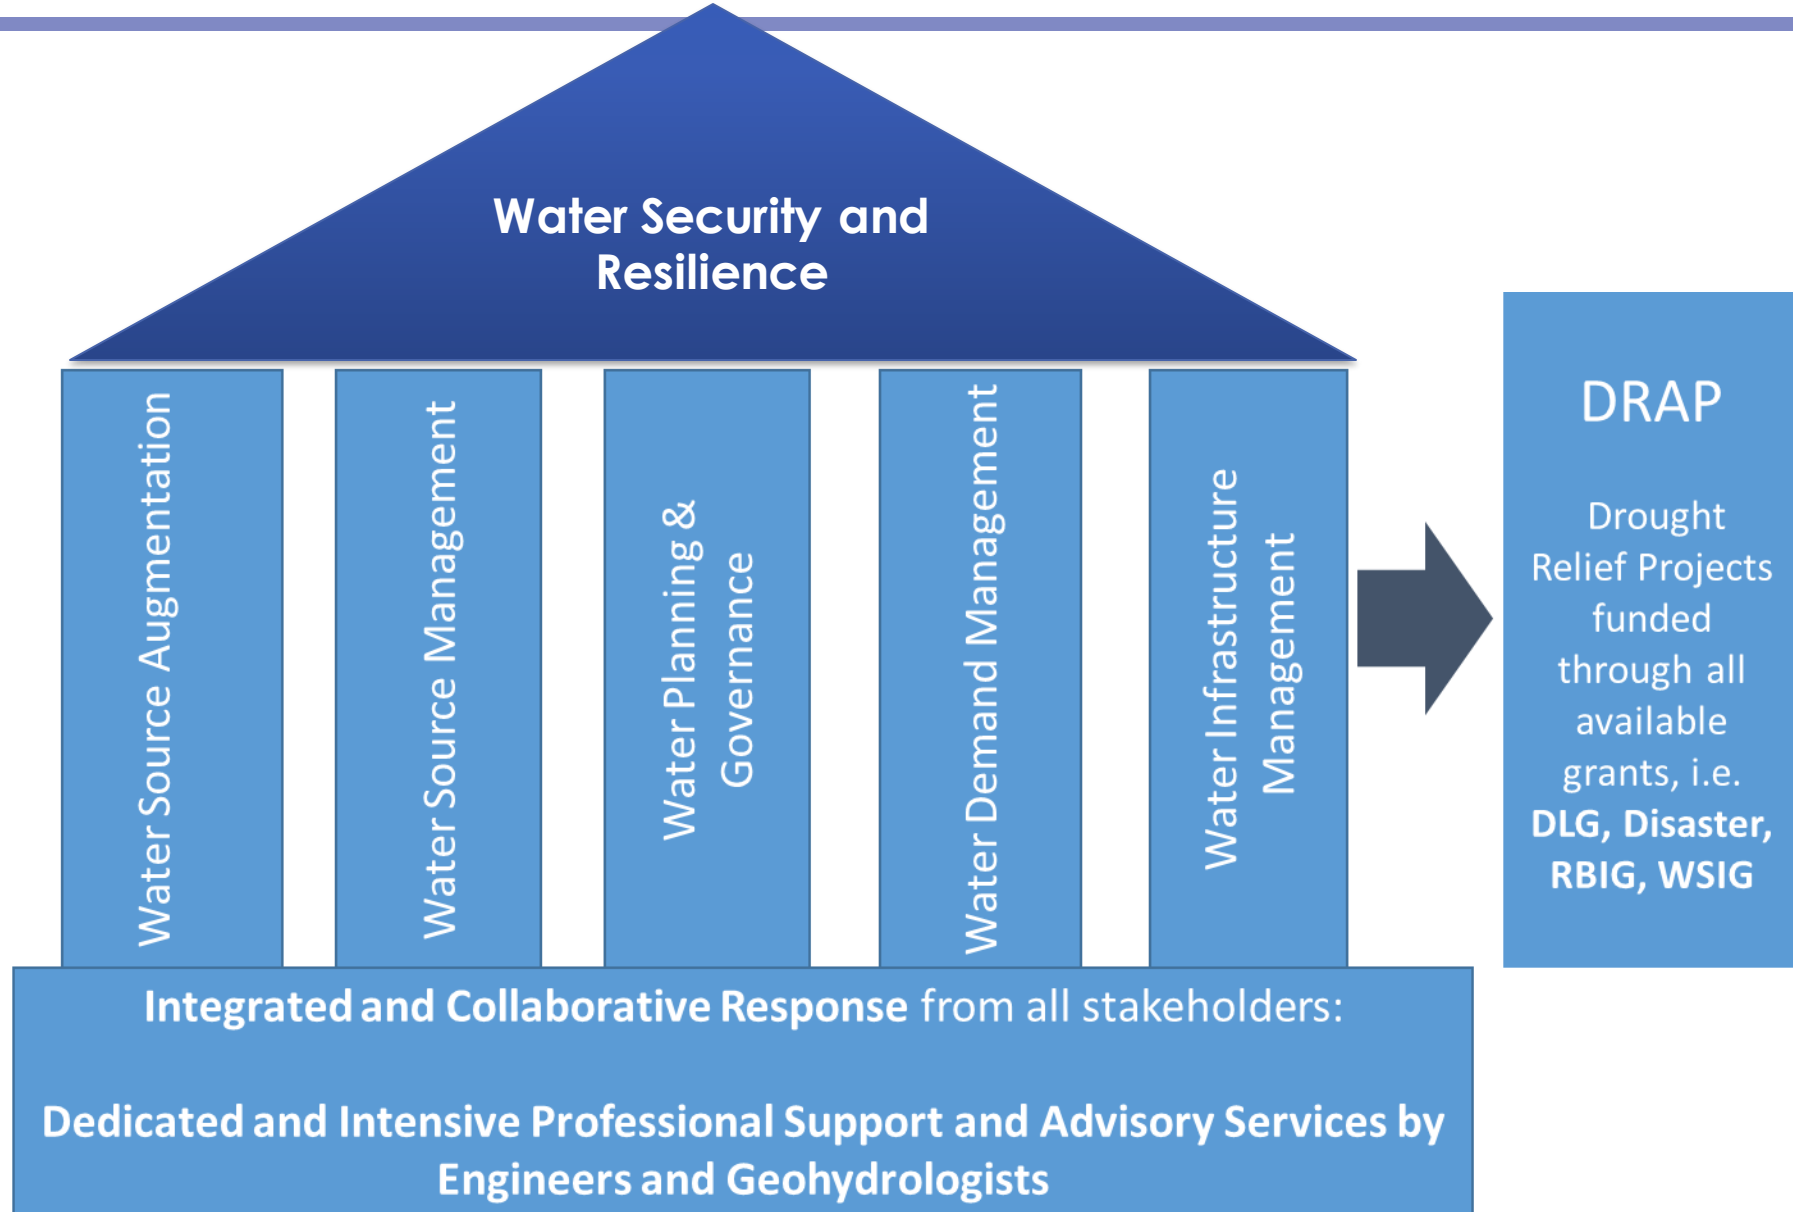 Water Security and
Resilience
Water Source Augmentation
Water Source Management
Water Planning &
Governance
Water Demand Management
Water Infrastructure
Management
DRAP
Drought
Relief Projects
funded
through all
available
grants, i.e.
DLG, Disaster,
RBIG, WSIG
Integrated and Collaborative Response from all stakeholders:
Dedicated and Intensive Professional Support and Advisory Services by
Engineers and Geohydrologists